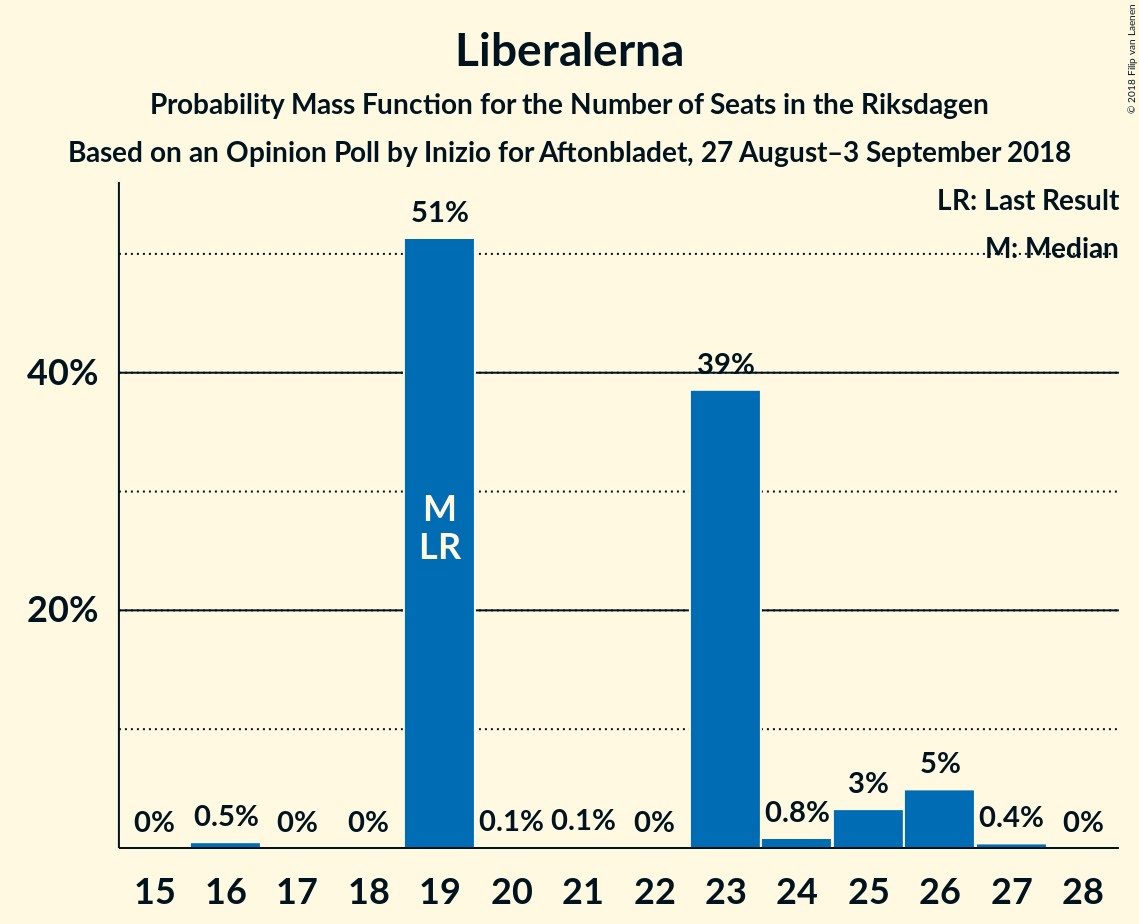 Liberalerna
Probability Mass Function for the Number of Seats in the Riksdagen
Based on an Opinion Poll by Inizio for Aftonbladet, 27 August–3 September 2018
© 2018 Filip van Laenen
LR: Last Result
M: Median
40%
20%
0%
0.5%
0%
0%
51%
M
LR
0.1%
0.1%
0%
39%
0.8%
3%
5%
0.4%
0%
15 16 17 18 19 20 21 22 23 24 25 26 27 28